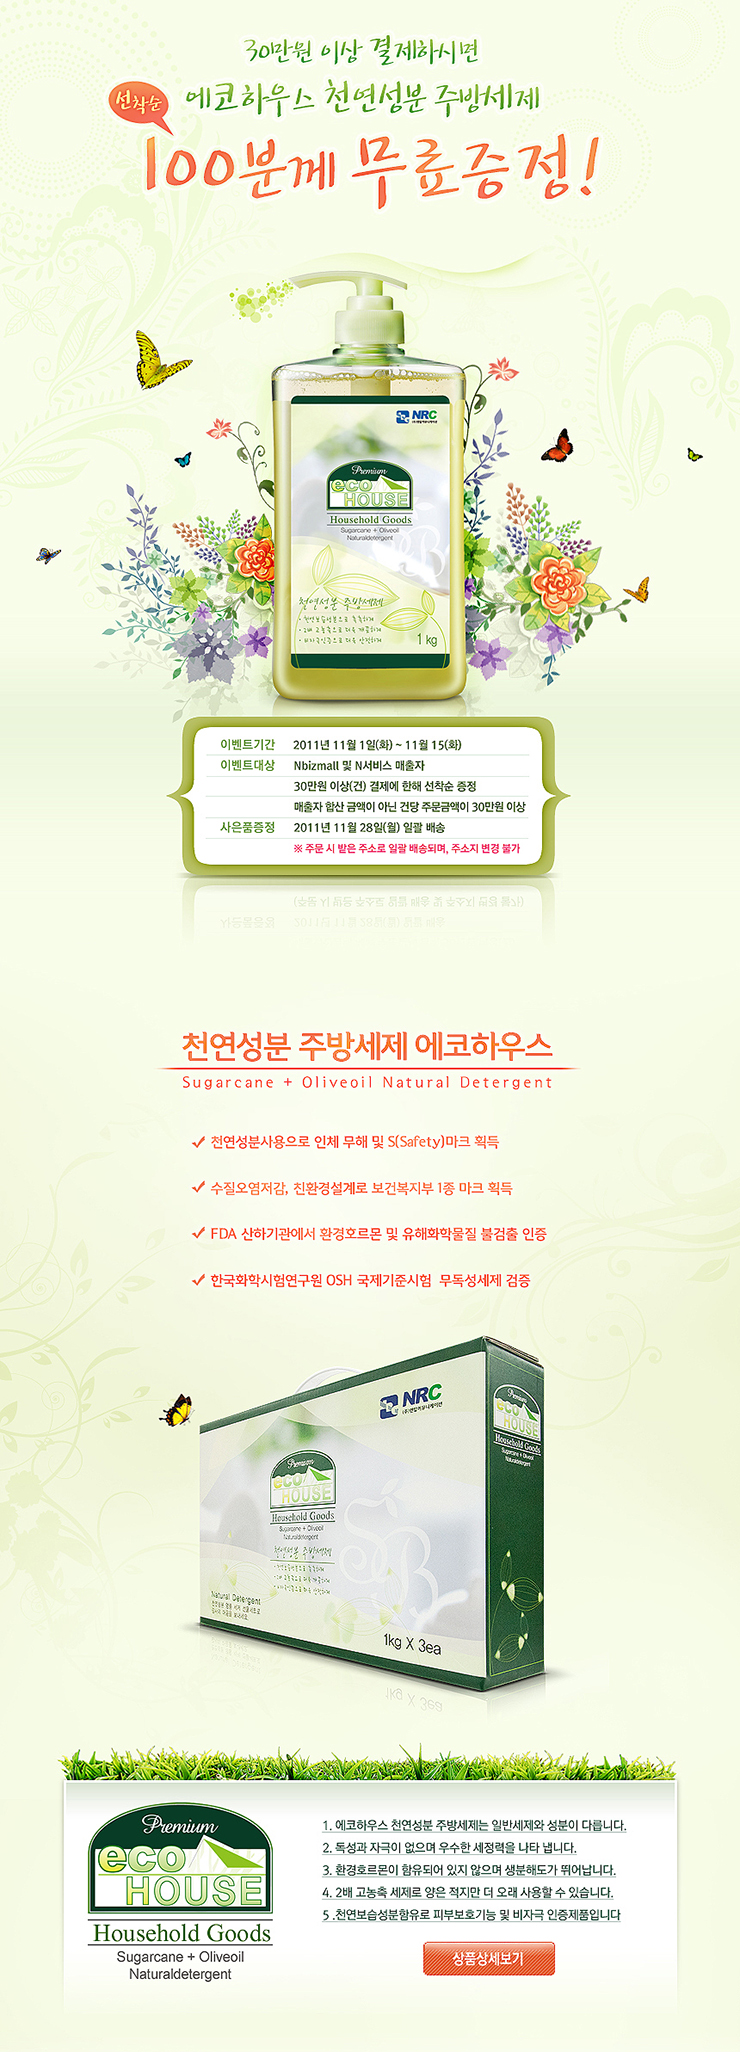 30만원 이상 결제하시면
선착순
에코하우스 천연성분 주방세제
100분께 무료증정!
NRC
Premium
eco
HOUSE
Household Goods
Sugarcane + Oliveoil
Naturaldetergent
천연성분 주방세제
1 kg
이벤트기간 2011년 11월 1일(화) ~ 11월 15(화)
이벤트대상 Nbizmall 및 N서비스 매출자
30만원 이상(건) 결제에 한해 선착순 증정
매출자 합산 금액이 아닌 건당 주문금액이 30만원 이상
사은품증정 2011년 11월 28일(월) 일괄 배송
※ 주문 시 받은 주소로 일괄 배송되며, 주소지 변경 불가
천연성분 주방세제 에코하우스
Sugarcane + Oliveoil Natural Detergent
천연성분사용으로 인체 무해 및 S(Safety)마크 획득
수질오염저감, 친환경설계로 보건복지부 1종 마크 획득
FDA 산하기관에서 환경호르몬 및 유해화학물질 불검출 인증
한국화학시험연구원 OSH 국제기준시험 무독성세제 검증
NRC
Premium
eco
HOUSE
Household Goods
Sugarcane + Oliveoil
Naturaldetergent
천연성분 주방세제
Natural Detergent
1kg X 3ea
Premium
eco
HOUSE
Household Goods
Sugarcane + Oliveoil
Naturaldetergent
Premium
eco
HOUSE
Household Goods
Sugarcane + Oliveoil
Naturaldetergent
1. 에코하우스 천연성분 주방세제는 일반세제와 성분이 다릅니다.
2. 독성과 자극이 없으며 우수한 세정력을 나타 냅니다.
3. 환경호르몬이 함유되어 있지 않으며 생분해도가 뛰어납니다.
4. 2배 고농축 세제로 양은 적지만 더 오래 사용할 수 있습니다.
5 .천연보습성분함유로 피부보호기능 및 비자극 인증제품입니다
상품상세보기